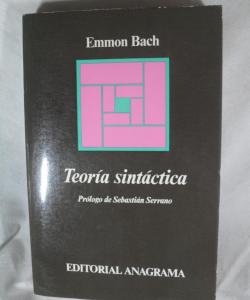 Emmon Bach
Teoría sintáctica
Prólogo de Sebastián Serrano
EDITORIAL ANAGRAMA